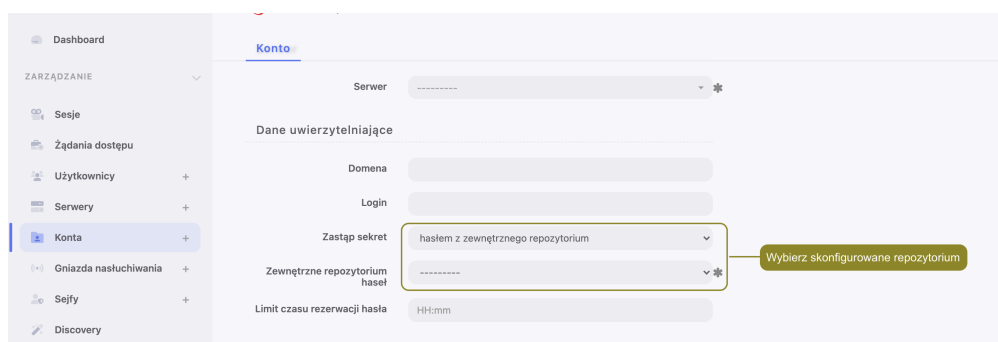 Dashboard
Konto
ZARZĄDZANIE
Serwer
---------
Sesje
Dane uwierzytelniające
Żądania dostępu
Domena
Użytkownicy +
Login
Serwery +
Zastąp sekret
hasłem z zewnętrznego repozytorium
Konta +
Wybierz skonfigurowane repozytorium
Gniazda nasłuchiwania +
Zewnętrzne repozytorium
haseł
---------
Sejfy +
Limit czasu rezerwacji hasła
HH:mm
Discovery